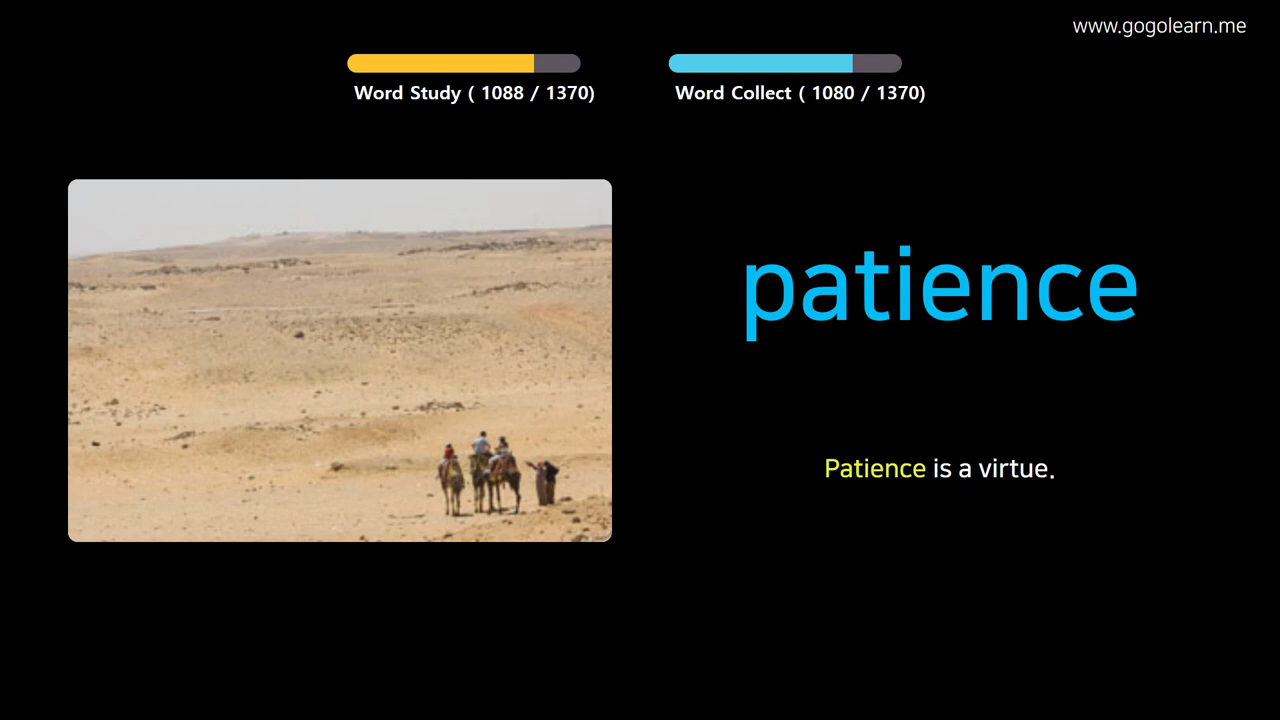 www.gogolearn.me
Word Study ( 1088 / 1370)
Word Collect ( 1080 / 1370)
patience
Patience is a virtue.